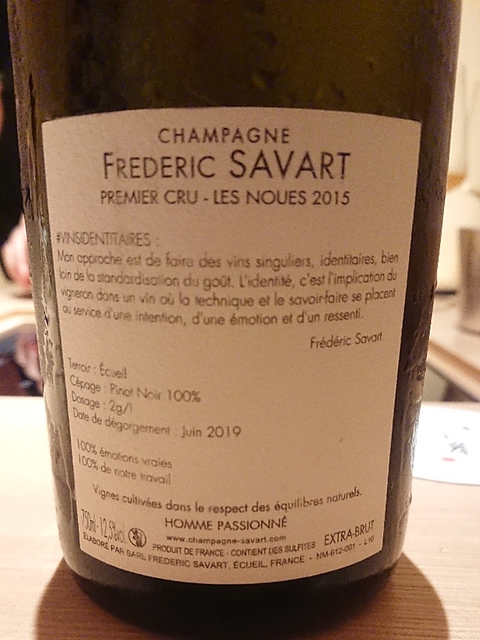 CHAMPAGNE
FREDERIC SAVART
PREMIER CRU - LES NOUES 2015
#VINSIDENTITAIRES :
Mon approche est de faire des vins singuliers, identitaires, bien
loin de la standardisation du goût. L'identité, c'est l'implication du
vigneron dans un vin où la technique et le savoir-faire se placent
au service d'une intention, d'une émotion et d'un ressenti.
Frédéric Savart
Terroir : Écueil
Cépage : Pinot Noir 100%
Dosage : 2g/l
Date de dégorgement : Juin 2019
100% émotions vraies
100% de notre travail
Vignes cultivées dans le respect des équilibres naturels.
HOMME PASSIONNÉ
750ml - 12,5%vol
www.champagne-savart.com
EXTRA-BRUT
PRODUIT DE FRANCE - CONTIENT DES SULFITES
ÉLABORÉ PAR SARL FREDERIC SAVART, ÉCUEIL, FRANCE - NM-612-001 - L16